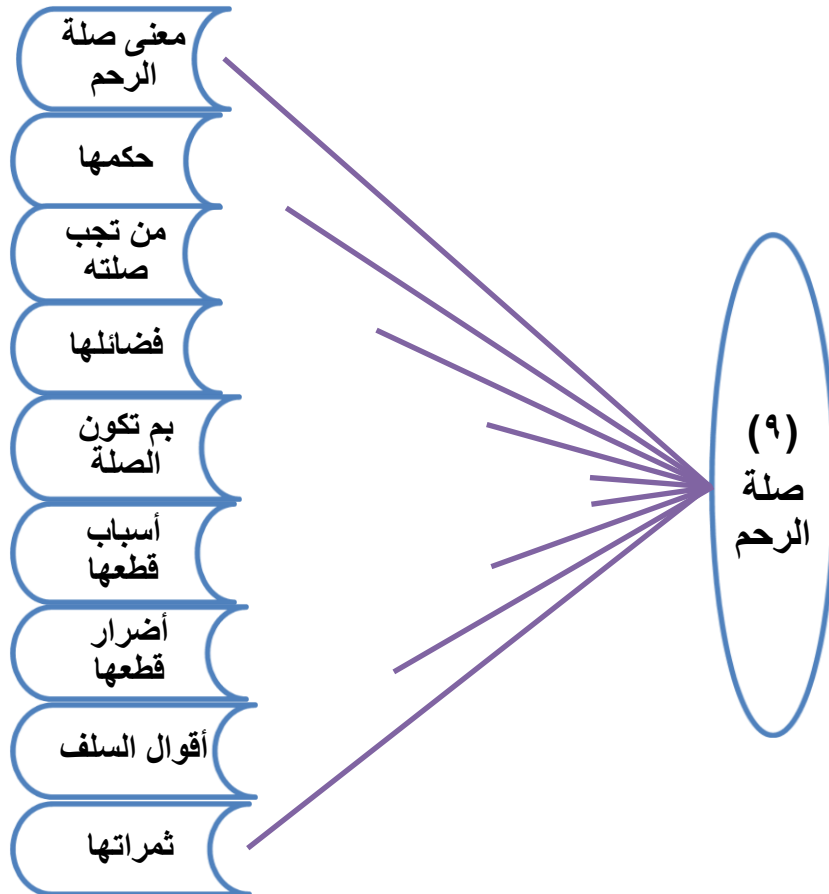 (٩)
صلة
الرحم
معنى صلة
الرحم
حكمها
من تجب
صلته
فضائلها
بم تكون
الصلة
أسباب
قطعها
أضرار
قطعها
أقوال السلف
ثمراتها